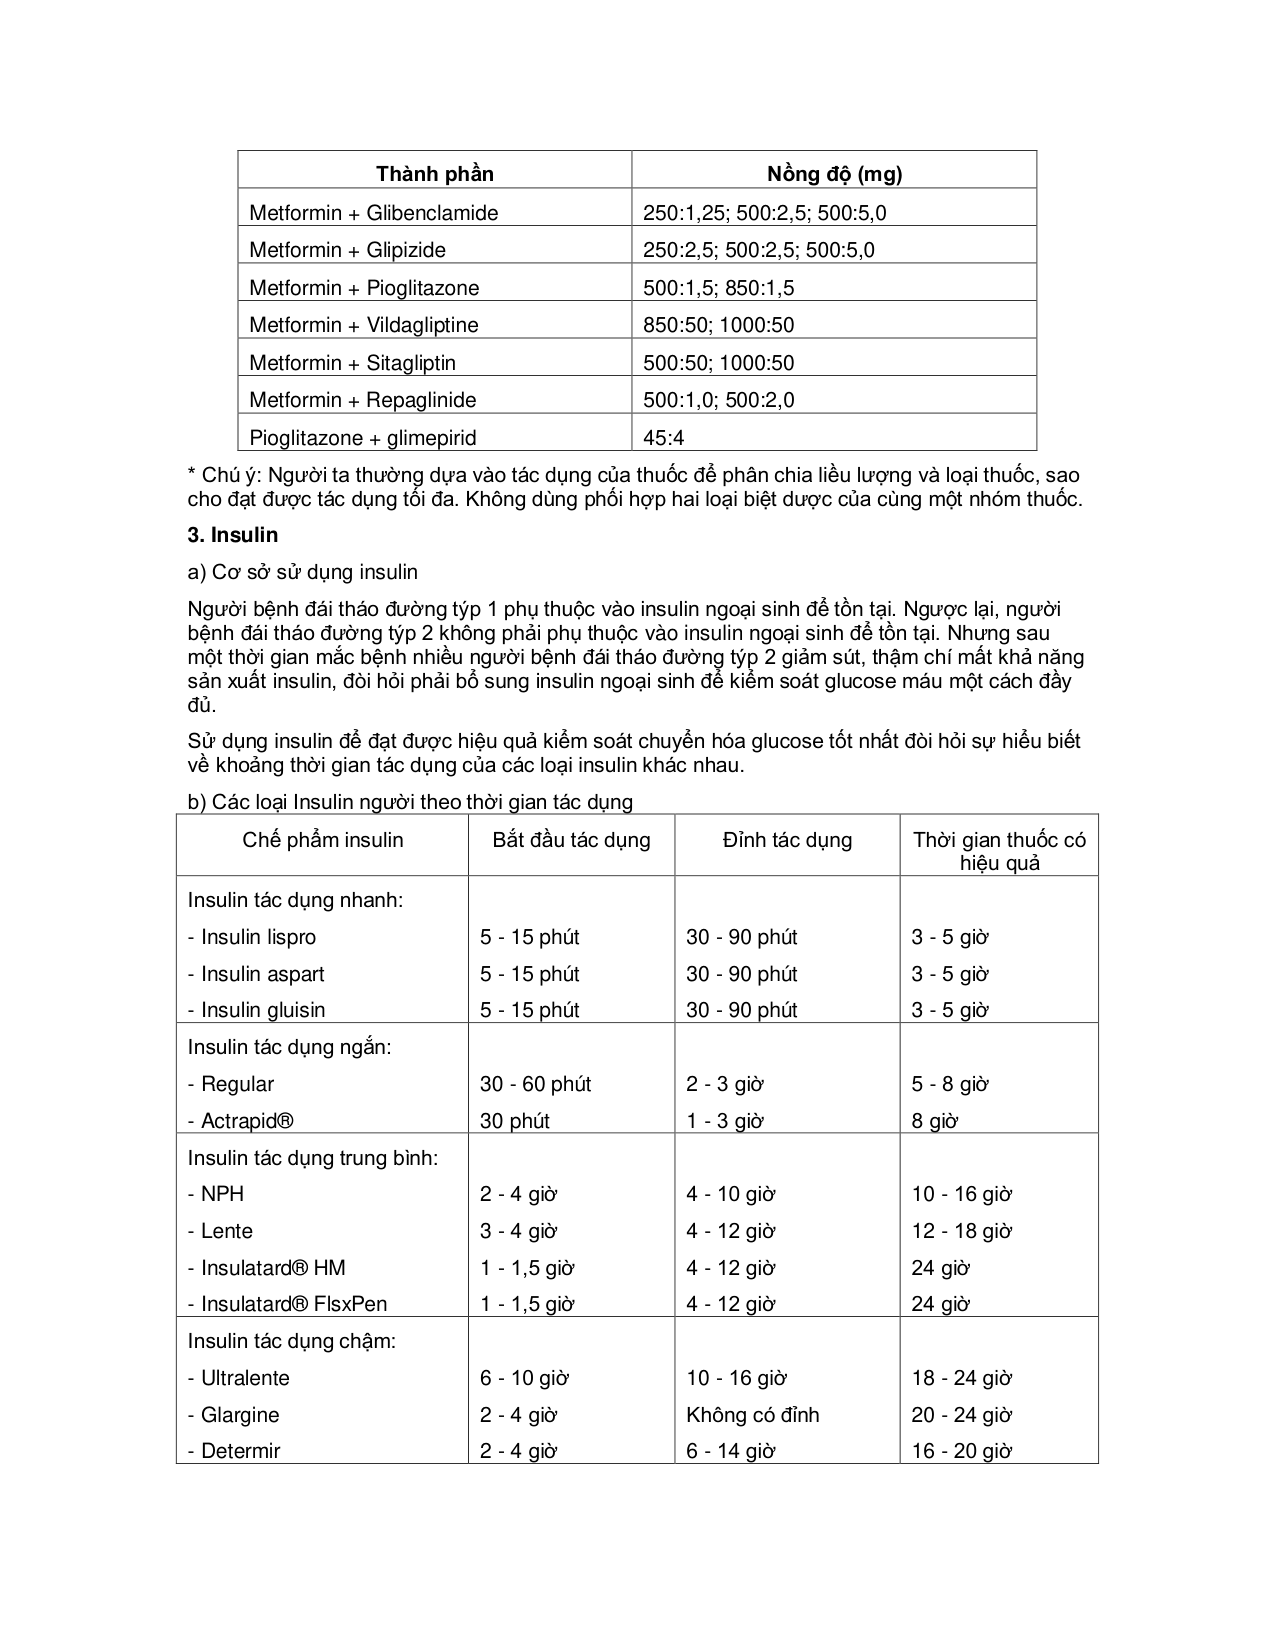 Thành phần Nồng độ (mg)
Metformin + Glibenclamide 250:1,25; 500:2,5; 500:5,0
Metformin + Glipizide 250:2,5; 500:2,5; 500:5,0
Metformin + Pioglitazone 500:1,5; 850:1,5
Metformin + Vildagliptine 850:50; 1000:50
Metformin + Sitagliptin 500:50; 1000:50
Metformin + Repaglinide 500:1,0; 500:2,0
Pioglitazone + glimepirid 45:4
* Chú ý: Người ta thường dựa vào tác dụng của thuốc để phân chia liều lượng và loại thuốc, sao
cho đạt được tác dụng tối đa. Không dùng phối hợp hai loại biệt dược của cùng một nhóm thuốc.
3. Insulin
a) Cơ sở sử dụng insulin
Người bệnh đái tháo đường týp 1 phụ thuộc vào insulin ngoại sinh để tồn tại. Ngược lại, người
bệnh đái tháo đường týp 2 không phải phụ thuộc vào insulin ngoại sinh để tồn tại. Nhưng sau
một thời gian mắc bệnh nhiều người bệnh đái tháo đường týp 2 giảm sút, thậm chí mất khả năng
sản xuất insulin, đòi hỏi phải bổ sung insulin ngoại sinh để kiểm soát glucose máu một cách đầy
đủ.
Sử dụng insulin để đạt được hiệu quả kiểm soát chuyển hóa glucose tốt nhất đòi hỏi sự hiểu biết
về khoảng thời gian tác dụng của các loại insulin khác nhau.
b) Các loại Insulin người theo thời gian tác dụng
Chế phẩm insulin Bắt đầu tác dụng Đỉnh tác dụng Thời gian thuốc có
hiệu quả
Insulin tác dụng nhanh:
- Insulin lispro 5 - 15 phút 30 - 90 phút 3 - 5 giờ
- Insulin aspart 5 - 15 phút 30 - 90 phút 3 - 5 giờ
- Insulin gluisin 5 - 15 phút 30 - 90 phút 3 - 5 giờ
Insulin tác dụng ngắn:
- Regular 30 - 60 phút 2 - 3 giờ 5 - 8 giờ
- Actrapid® 30 phút 1 - 3 giờ 8 giờ
Insulin tác dụng trung bình:
- NPH 2 - 4 giờ 4 - 10 giờ 10 - 16 giờ
- Lente 3 - 4 giờ 4 - 12 giờ 12 - 18 giờ
- Insulatard® HM 1 - 1,5 giờ 4 - 12 giờ 24 giờ
- Insulatard® FlsxPen 1 - 1,5 giờ 4 - 12 giờ 24 giờ
Insulin tác dụng chậm:
- Ultralente 6 - 10 giờ 10 - 16 giờ 18 - 24 giờ
- Glargine 2 - 4 giờ Không có đỉnh 20 - 24 giờ
- Determir 2 - 4 giờ 6 - 14 giờ 16 - 20 giờ